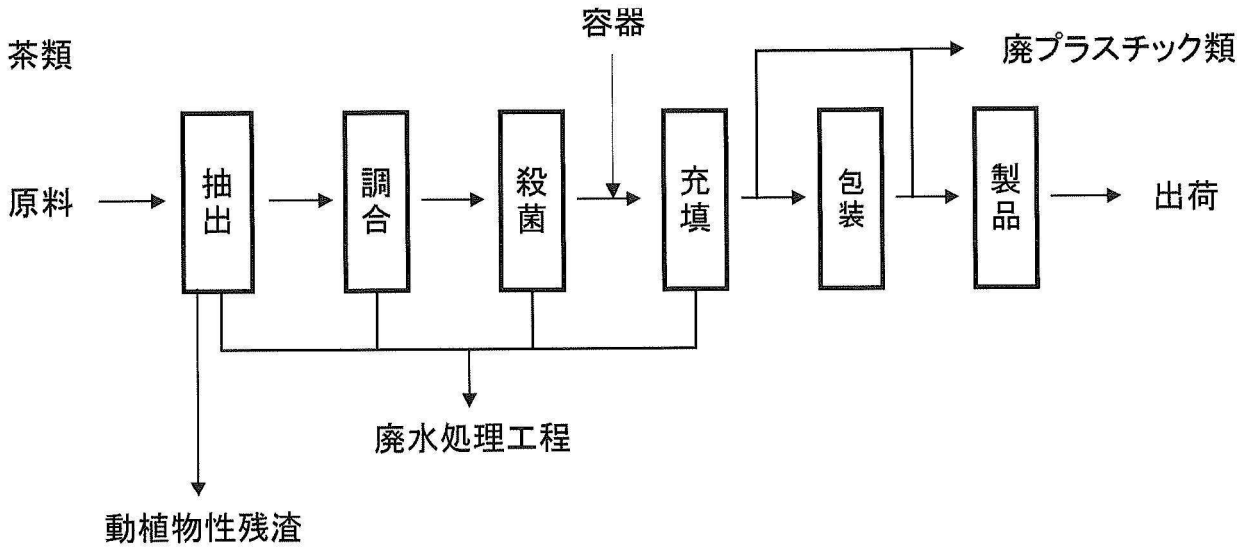 容器
茶類
廃プラスチック類
原料
抽出
調合
殺菌
充填
包装
製品
出荷
廃水処理工程
動植物性残渣